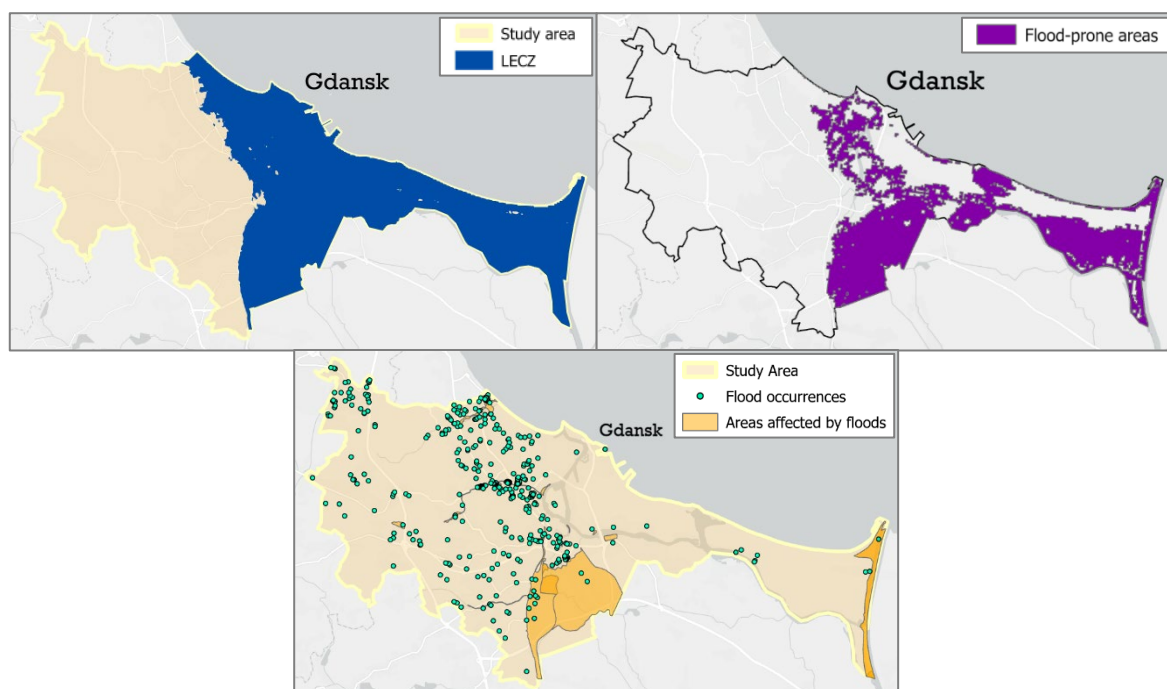 Study area
LECZ
Gdansk
Flood-prone areas
Gdansk
Study Area
Flood occurrences
Areas affected by floods
Gdansk